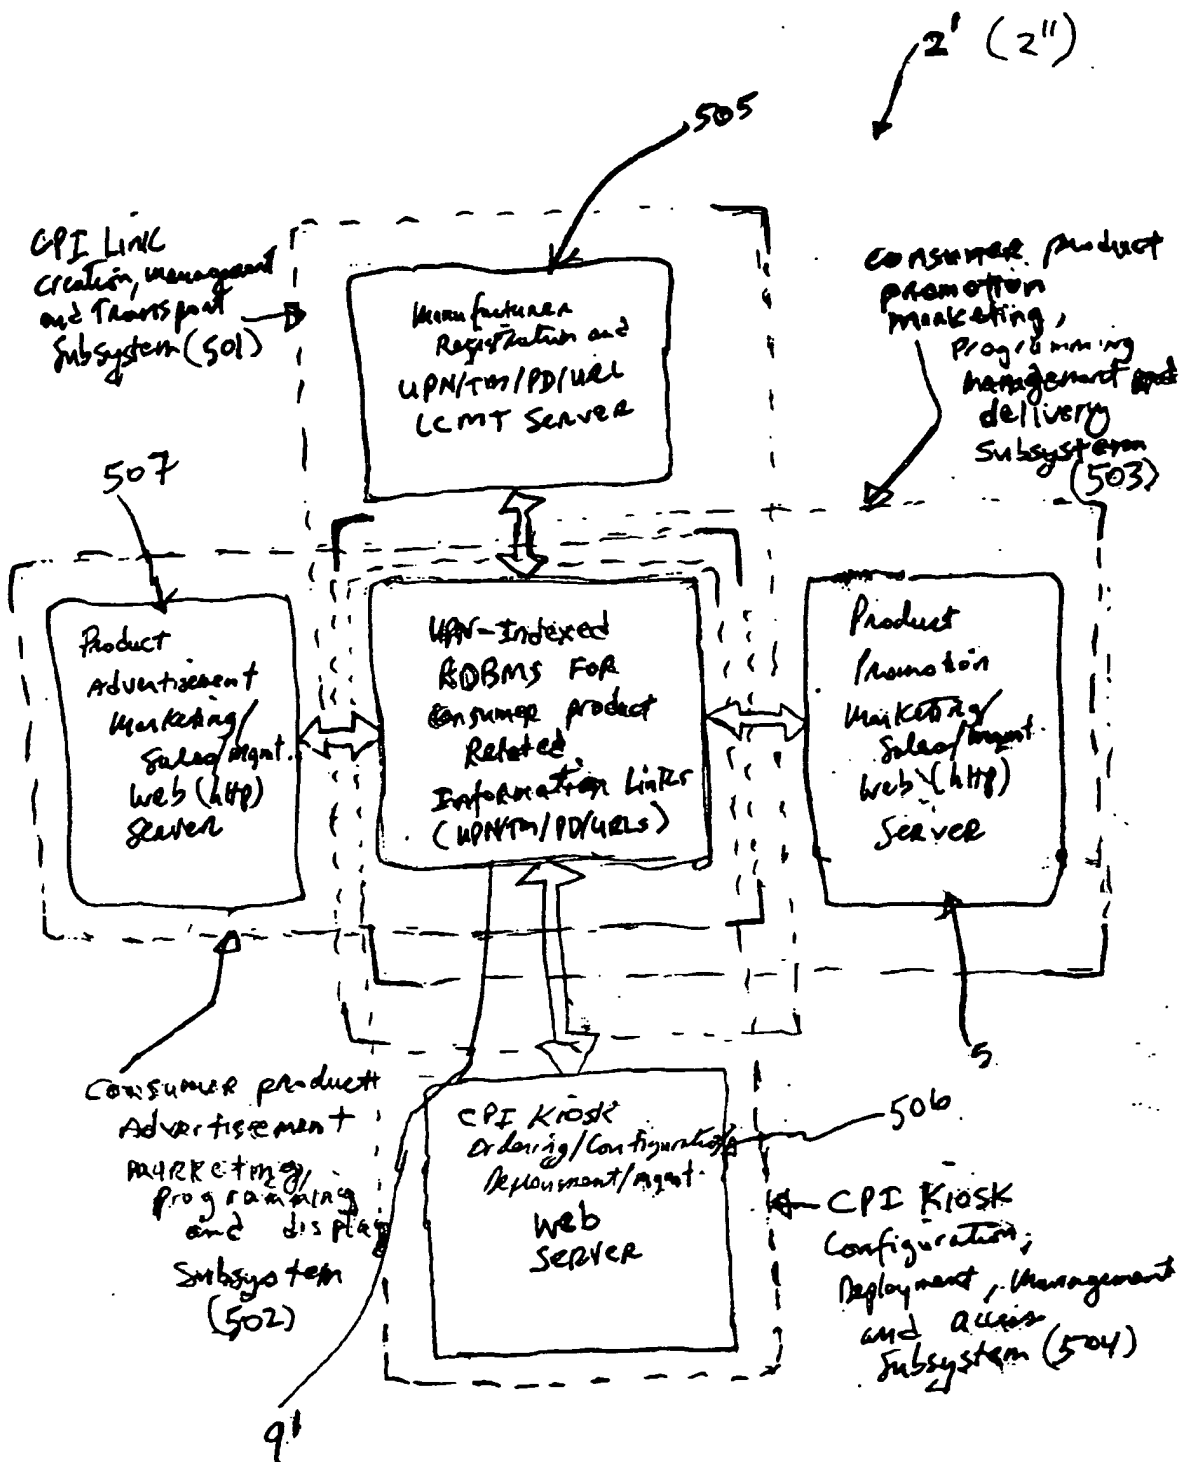 2' (2'')
505
CPI Link
Creation, management
and Transport
Subsystem (501)
Manufacturer
Registration and
UPN/TM/PD/URL
LCMT Server
Consumer product
promotion
marketing,
Programming
management and
delivery
Subsystem
(503)
507
Product
Advertisement
Marketing/
Sales/mgmt.
Web (http)
Server
UPN-Indexed
RDBMS FOR
Consumer product
Related
Information Links
(UPN/TM/PD/URLs)
Product
Promotion
Marketing/
Sales/mgmt.
Web (http)
Server
5
Consumer product
Advertisement
marketing,
programming
and display
Subsystem
(502)
CPI Kiosk
Ordering/Configuration/
Deployment/mgmt.
Web
Server
506
CPI Kiosk
Configuration,
Deployment, Management
and access
Subsystem (504)
9'